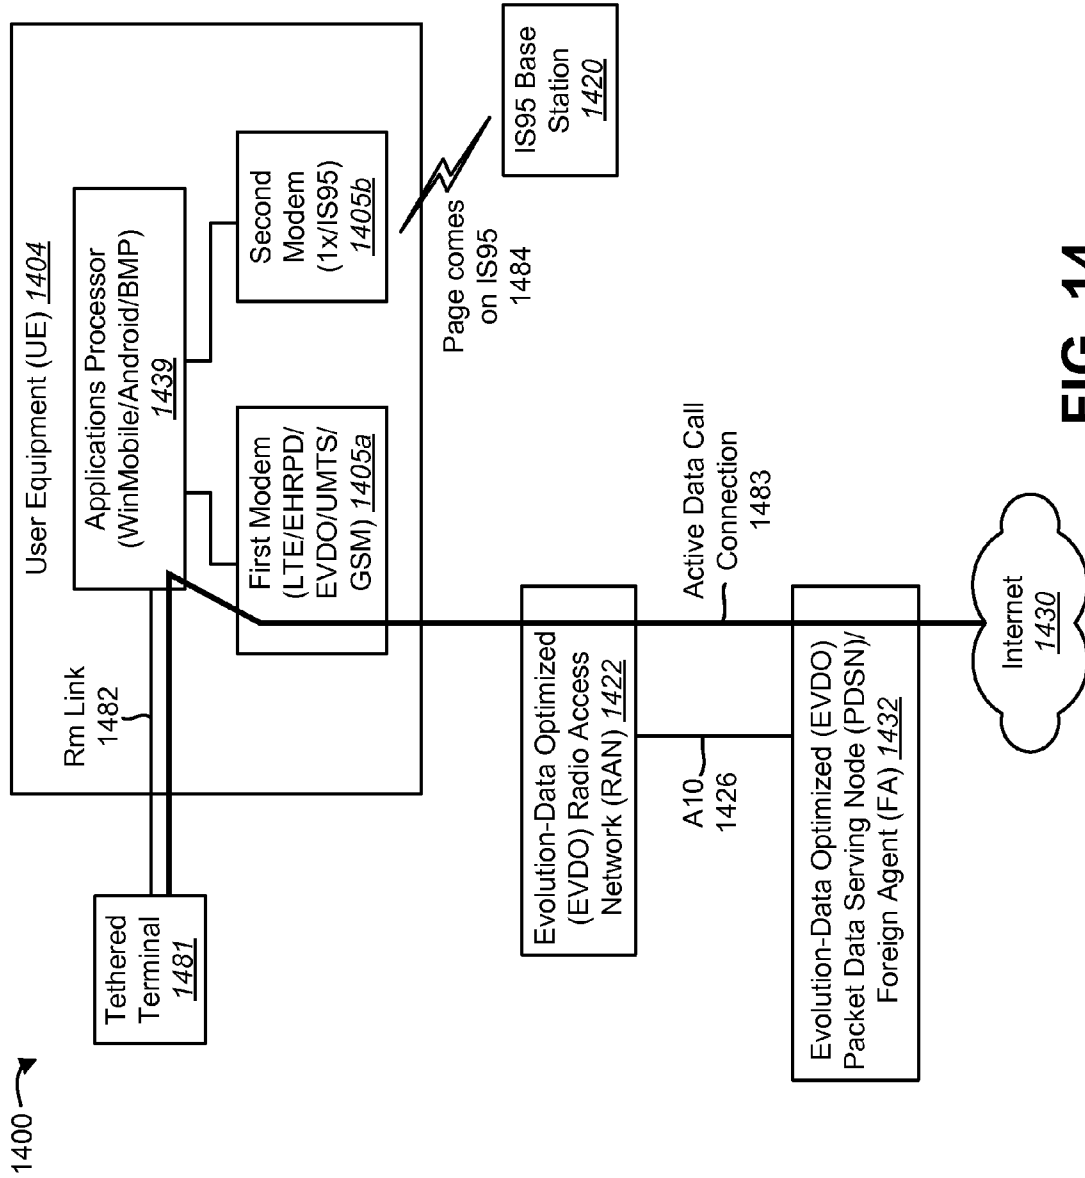 1400
User Equipment (UE) 1404
Applications Processor
(WinMobile/Android/BMP)
1439
Tethered
Terminal
1481
Rm Link
1482
First Modem
(LTE/EHRPD/
EVDO/UMTS/
GSM) 1405a
Second
Modem
(1x/IS95)
1405b
Page comes
on IS95
1484
IS95 Base
Station
1420
Evolution-Data Optimized
(EVDO) Radio Access
Network (RAN) 1422
Active Data Call
Connection
1483
A10
1426
Evolution-Data Optimized (EVDO)
Packet Data Serving Node (PDSN)/
Foreign Agent (FA) 1432
Internet
1430
FIG. 14